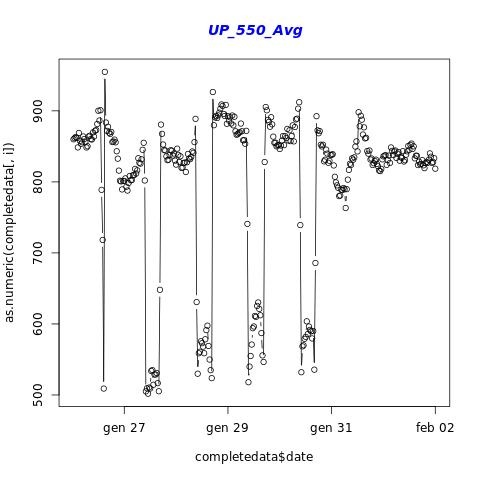 UP_550_Avg
as.numeric(completedata[, i])
900
800
700
600
500
gen 27
gen 29
gen 31
feb 02
completedata$date